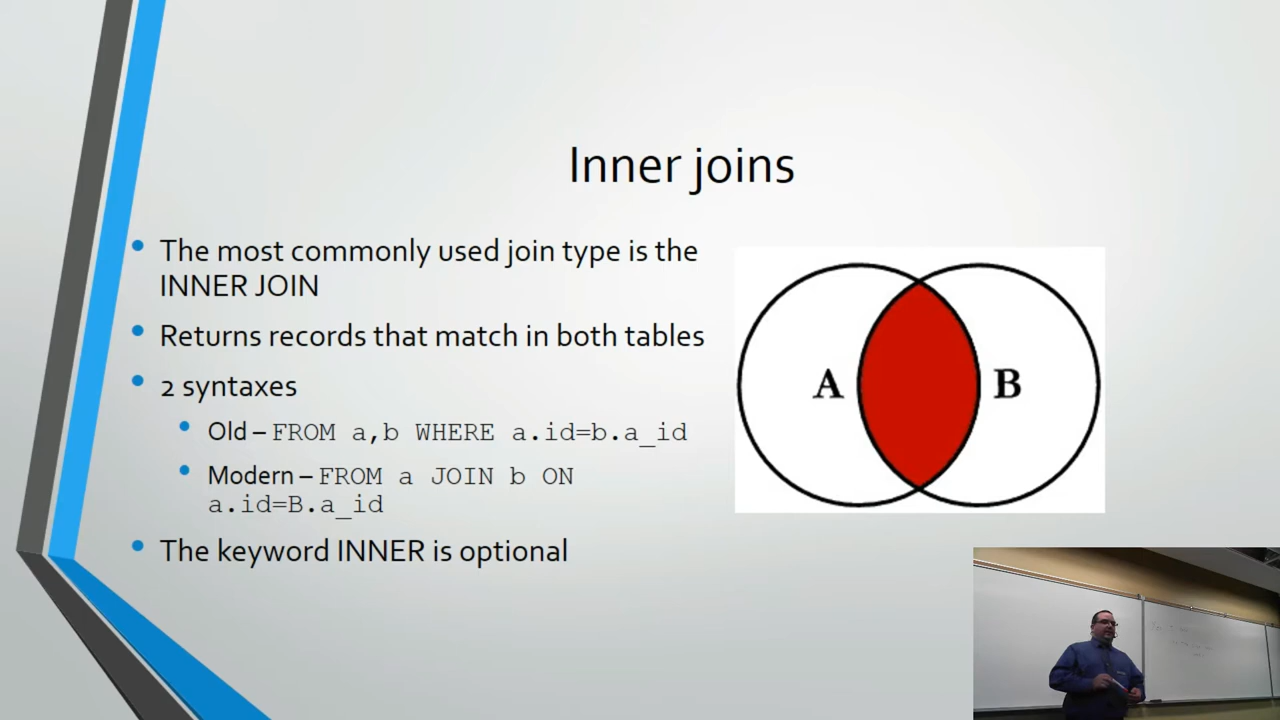 Inner joins
The most commonly used join type is the
INNER JOIN
Returns records that match in both tables
2 syntaxes
Old – FROM a,b WHERE a.id=b.a_id
Modern – FROM a JOIN b ON
a.id=B.a_id
The keyword INNER is optional
A
B